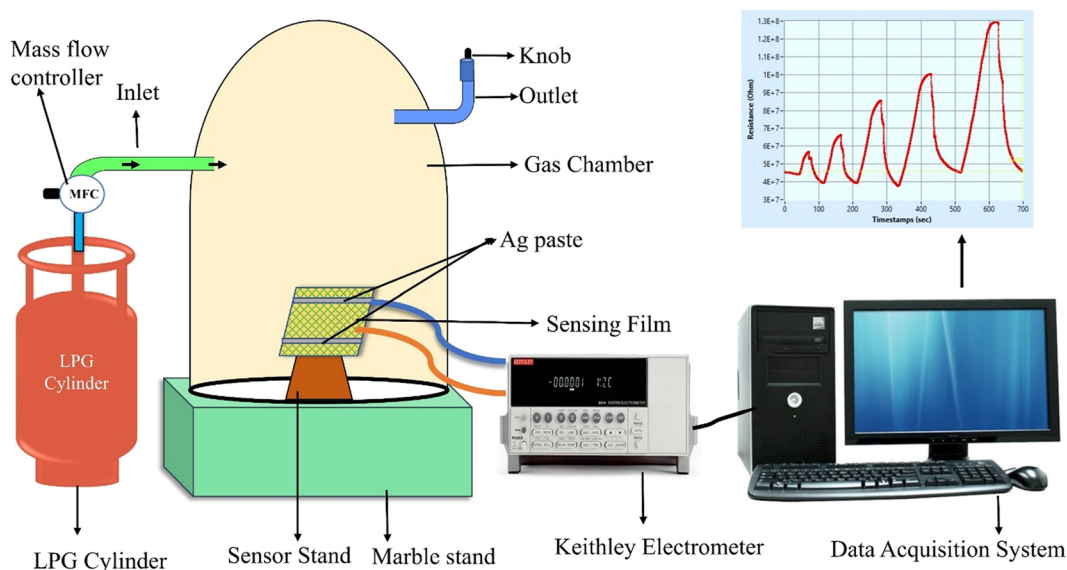 Mass flow
controller
Inlet
MFC
LPG
Cylinder
LPG Cylinder
Knob
Outlet
Gas Chamber
Ag paste
Sensing Film
Sensor Stand
Marble stand
KEITHLEY
POWER
Keithley Electrometer
Data Acquisition System
Resistance (Ohm)
1.3E+8
1.2E+8
1.1E+8
1E+8
9E+7
8E+7
7E+7
6E+7
5E+7
4E+7
3E+7
0
100
200
300
400
500
600
700
Timestamps (sec)